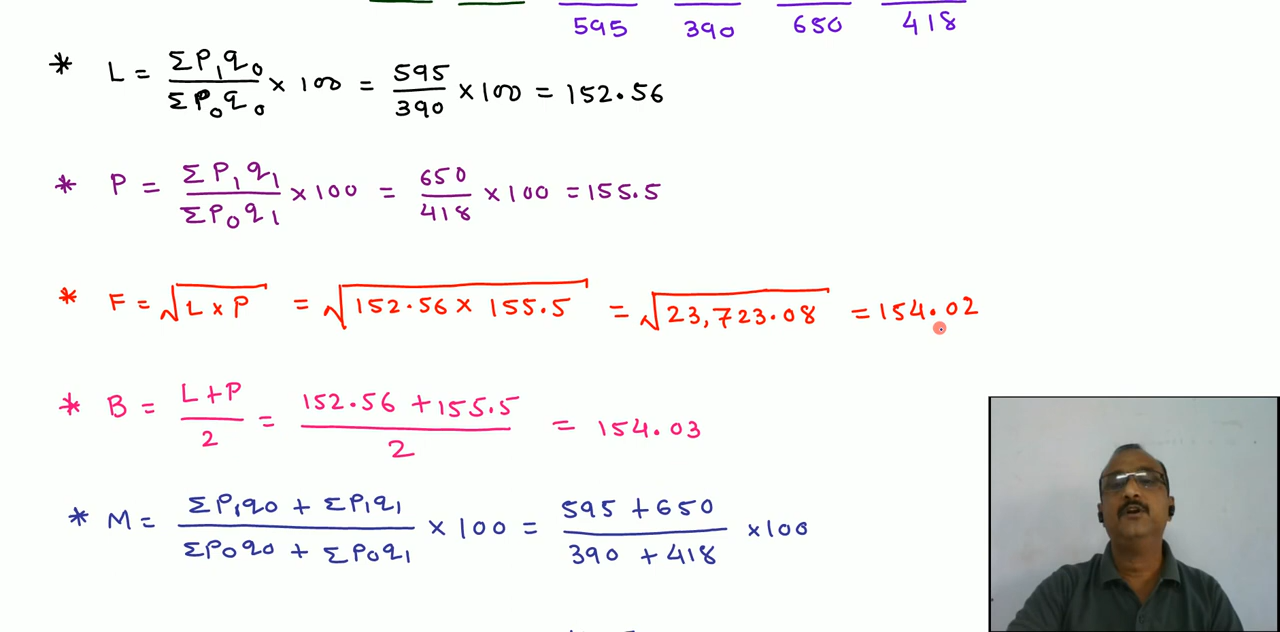 595 390 650 418
* L = ΣP₁q₀ / ΣP₀q₀ × 100 = 595 / 390 × 100 = 152.56
* P = ΣP₁q₁ / ΣP₀q₁ × 100 = 650 / 418 × 100 = 155.5
* F = √L × P = √152.56 × 155.5 = √23,723.08 = 154.02
* B = L + P / 2 = 152.56 + 155.5 / 2 = 154.03
* M = ΣP₁q₀ + ΣP₁q₁ / ΣP₀q₀ + ΣP₀q₁ × 100 = 595 + 650 / 390 + 418 × 100